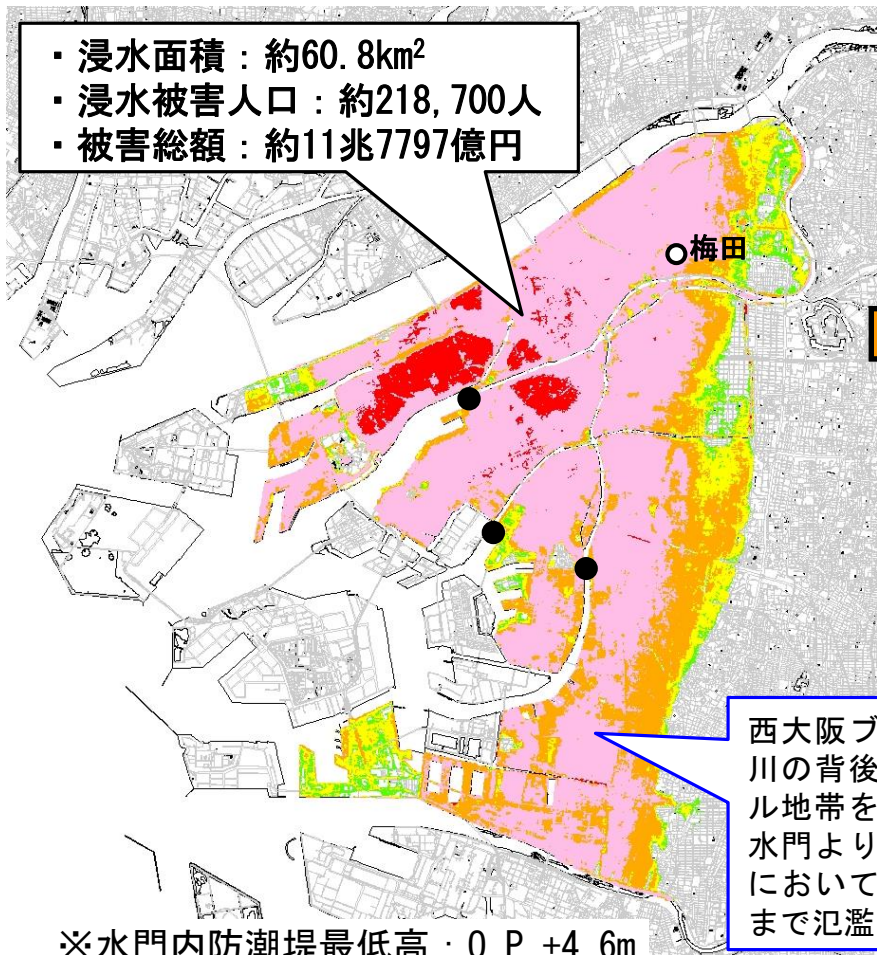 ・浸水面積：約60.8km²
・浸水被害人口：約218,700人
・被害総額：約11兆7797億円
梅田
西大阪ブ
川の背後
ル地帯を
水門より
において
まで氾濫
※水門内防潮堤最低高：O.P.+4.6m